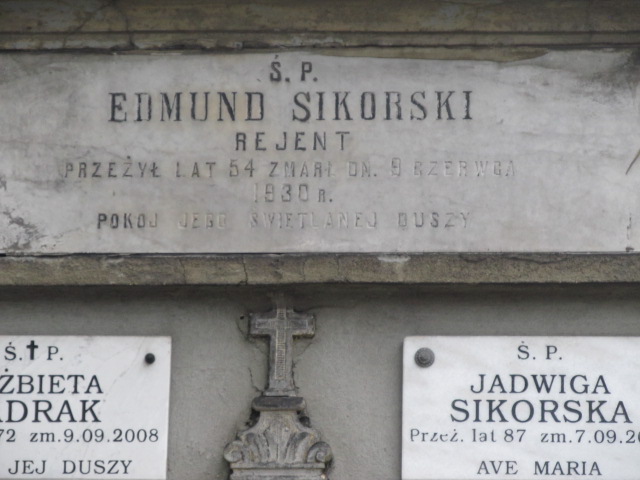 Ś. P.
EDMUND SIKORSKI
REJENT
PRZEŻYŁ LAT 54 ZMARŁ DN. 9 CZERWCA
1930 R.
POKÓJ JEGO ŚWIETLANEJ DUSZY
Ś.✝P.
ŻBIETA
ADRAK
72 zm.9.09.2008
JEJ DUSZY
Ś. P.
JADWIGA
SIKORSKA
Przeż. lat 87 zm.7.09.20
AVE MARIA